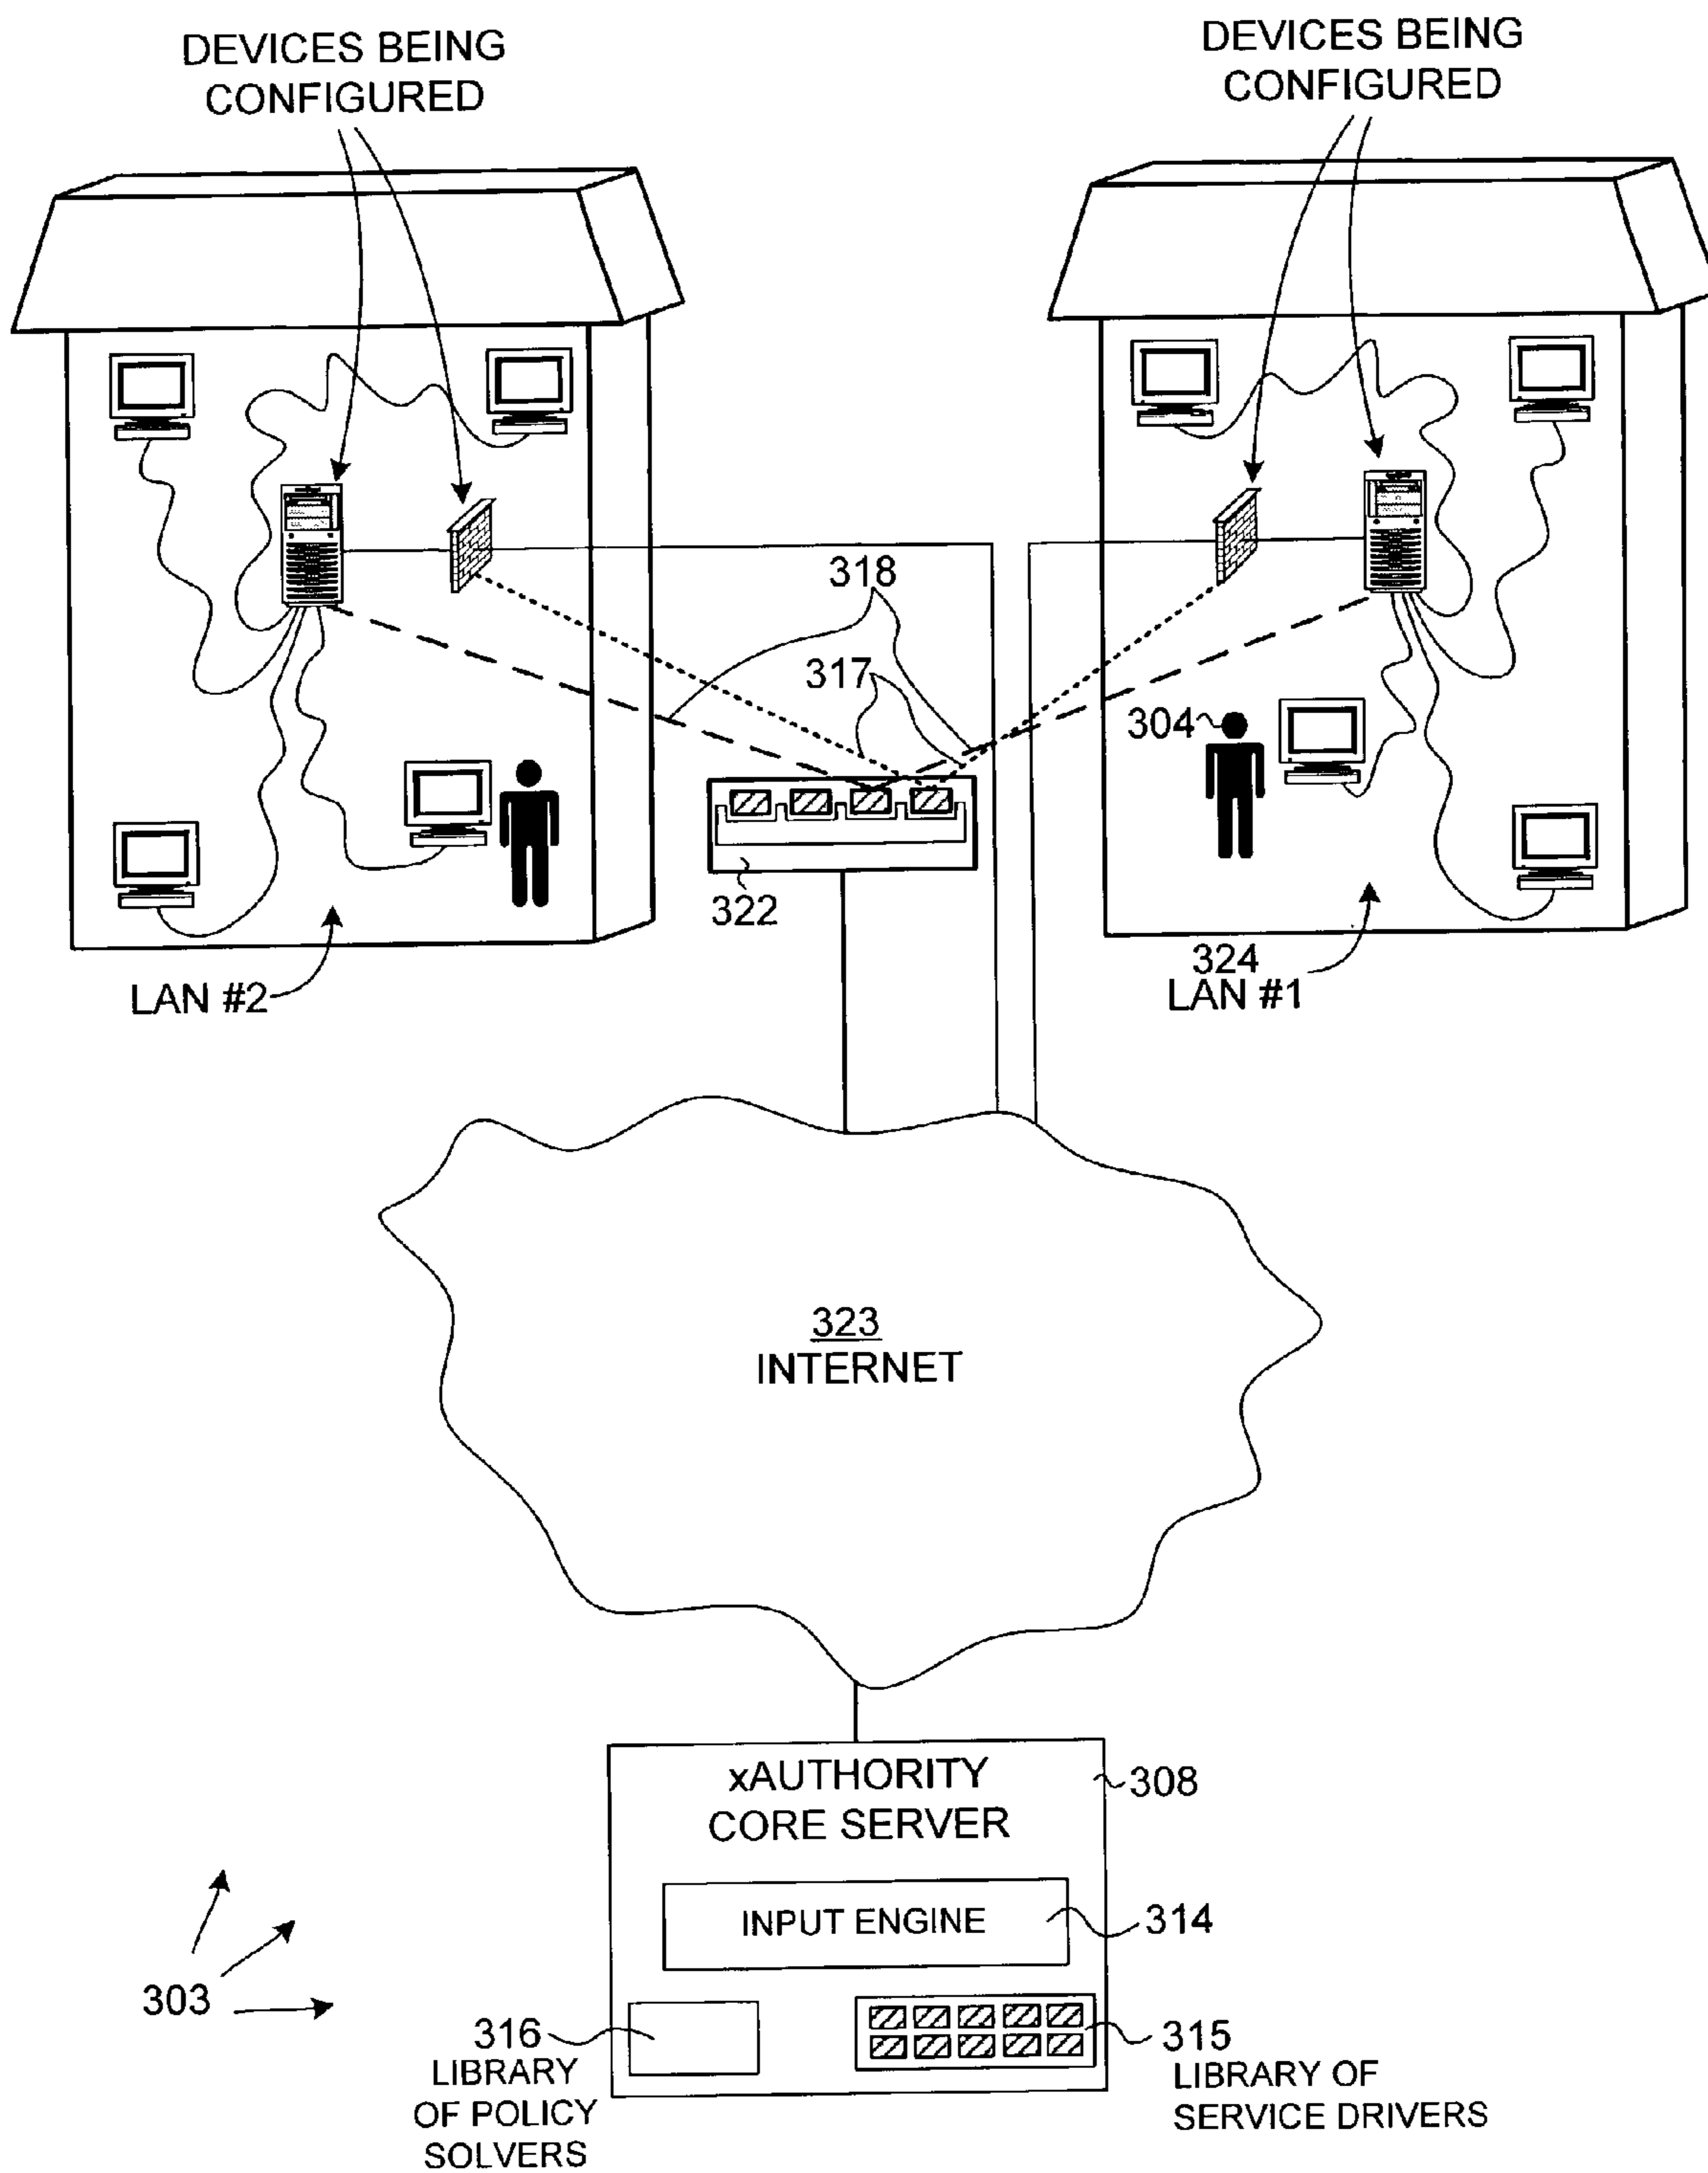 DEVICES BEING
CONFIGURED
DEVICES BEING
CONFIGURED
318
317
304
322
324
LAN #1
LAN #2
323
INTERNET
xAUTHORITY
CORE SERVER
308
INPUT ENGINE
314
303
316
LIBRARY
OF POLICY
SOLVERS
315
LIBRARY OF
SERVICE DRIVERS